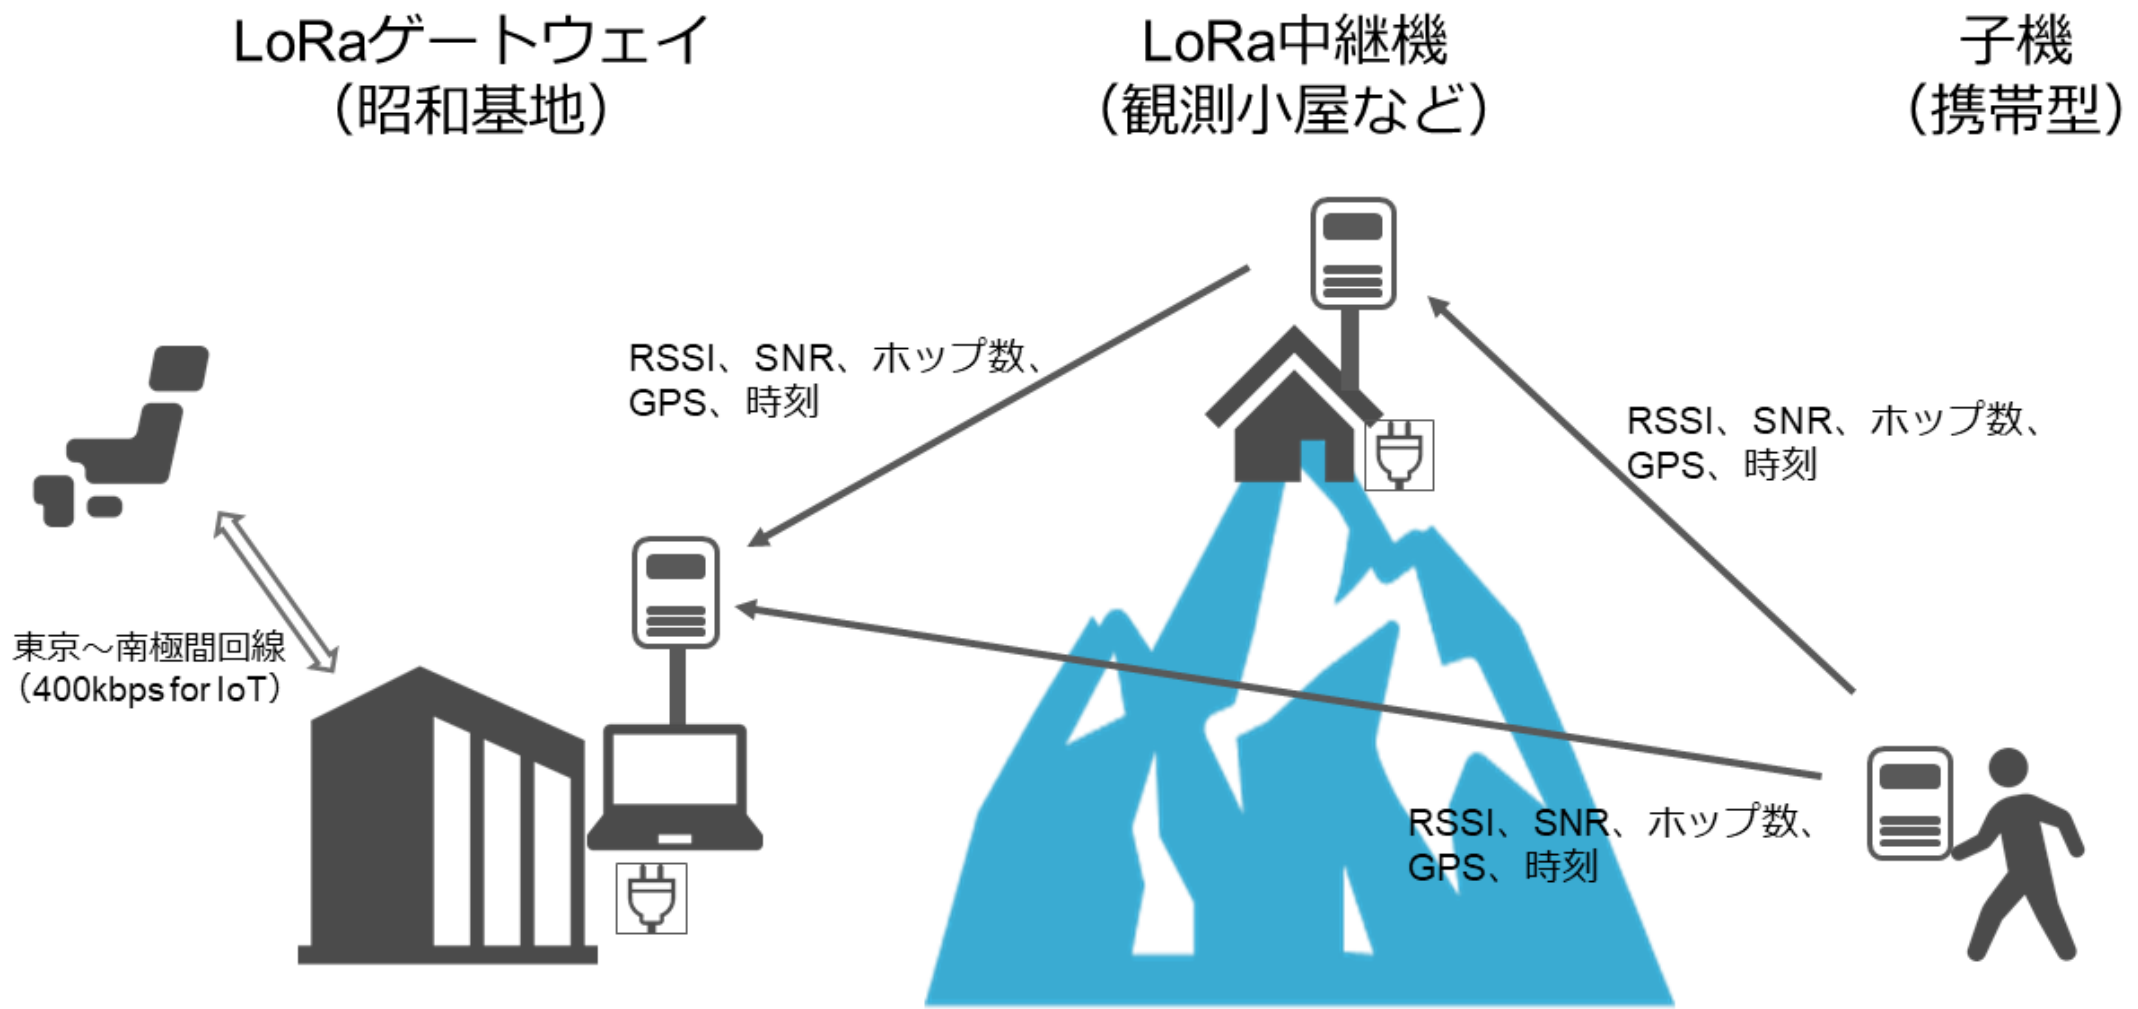 LoRaゲートウェイ
（昭和基地）
LoRa中継機
（観測小屋など）
子機
（携帯型）
RSSI、SNR、ホップ数、
GPS、時刻
RSSI、SNR、ホップ数、
GPS、時刻
東京～南極間回線
（400kbps for IoT）
RSSI、SNR、ホップ数、
GPS、時刻